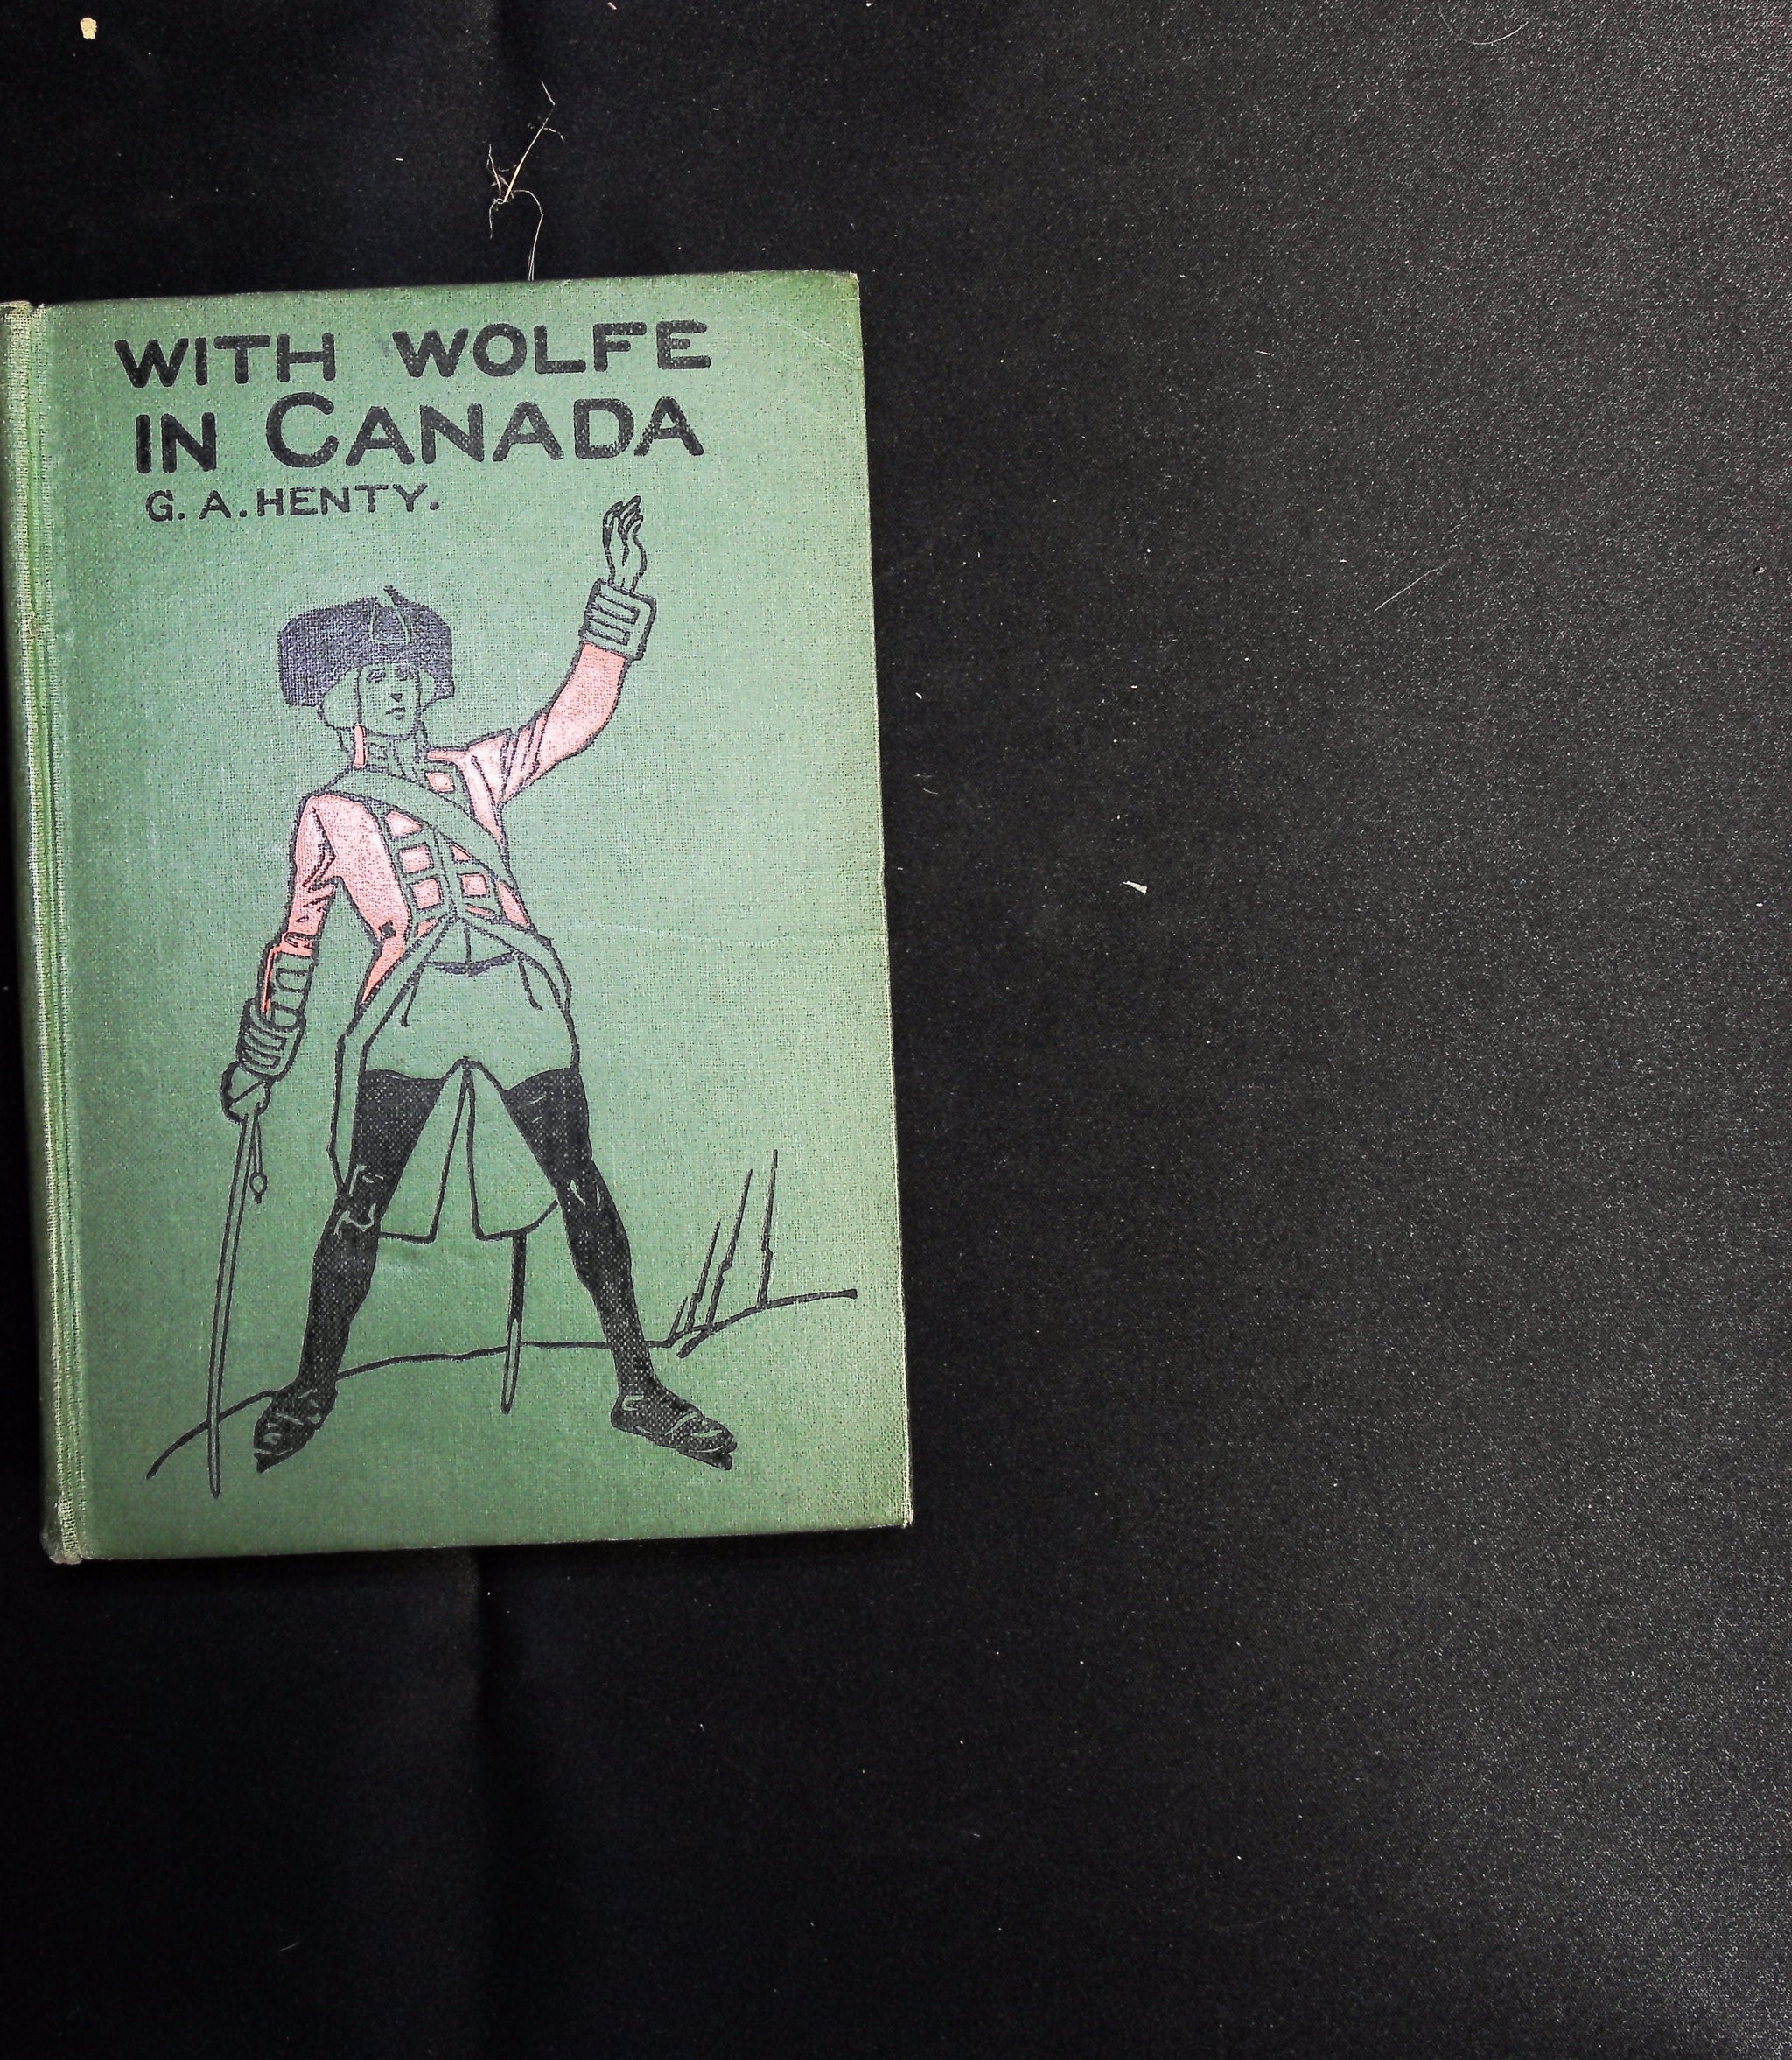 WITH WOLFE
IN CANADA
G. A. HENTY.